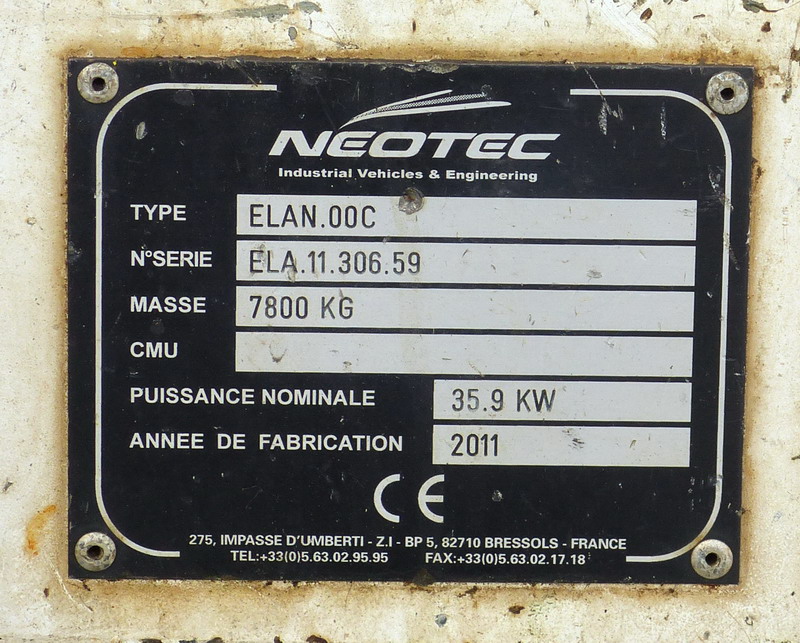 NEOTEC
Industrial Vehicles & Engineering
TYPE ELAN.00C
N°SERIE ELA.11.306.59
MASSE 7800 KG
CMU
PUISSANCE NOMINALE 35.9 KW
ANNEE DE FABRICATION 2011
CE
275, IMPASSE D'UMBERTI - Z.I - BP 5, 82710 BRESSOLS - FRANCE
TEL:+33(0)5.63.02.95.95 FAX:+33(0)5.63.02.17.18